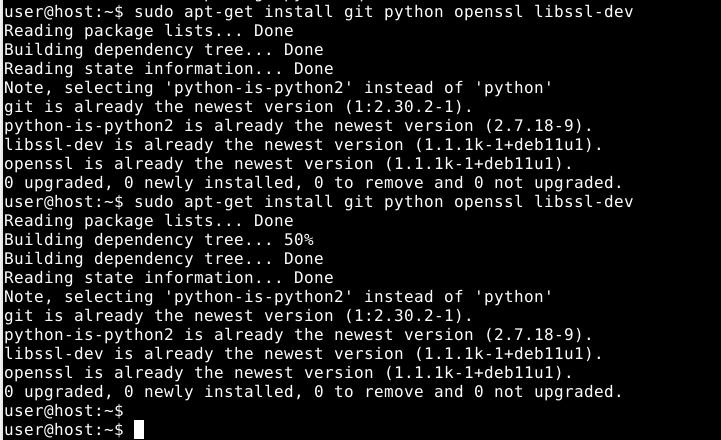 user@host:~$ sudo apt-get install git python openssl libssl-dev
Reading package lists... Done
Building dependency tree... Done
Reading state information... Done
Note, selecting 'python-is-python2' instead of 'python'
git is already the newest version (1:2.30.2-1).
python-is-python2 is already the newest version (2.7.18-9).
libssl-dev is already the newest version (1.1.1k-1+deb11u1).
openssl is already the newest version (1.1.1k-1+deb11u1).
0 upgraded, 0 newly installed, 0 to remove and 0 not upgraded.
user@host:~$ sudo apt-get install git python openssl libssl-dev
Reading package lists... Done
Building dependency tree... 50%
Building dependency tree... Done
Reading state information... Done
Note, selecting 'python-is-python2' instead of 'python'
git is already the newest version (1:2.30.2-1).
python-is-python2 is already the newest version (2.7.18-9).
libssl-dev is already the newest version (1.1.1k-1+deb11u1).
openssl is already the newest version (1.1.1k-1+deb11u1).
0 upgraded, 0 newly installed, 0 to remove and 0 not upgraded.
user@host:~$
user@host:~$